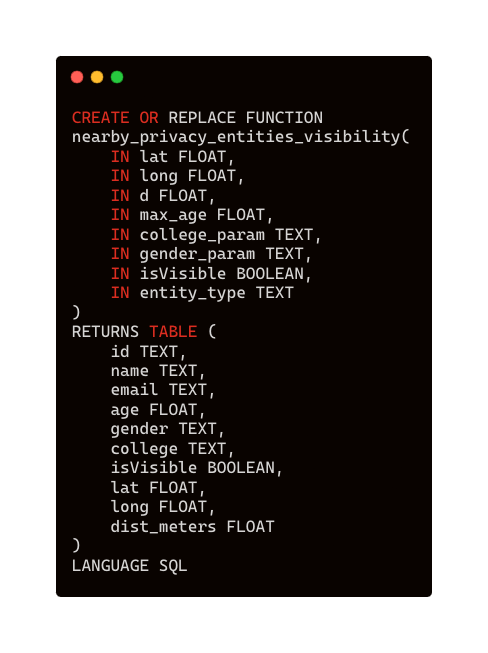 CREATE OR REPLACE FUNCTION
nearby_privacy_entities_visibility(
    IN lat FLOAT,
    IN long FLOAT,
    IN d FLOAT,
    IN max_age FLOAT,
    IN college_param TEXT,
    IN gender_param TEXT,
    IN isVisible BOOLEAN,
    IN entity_type TEXT
)
RETURNS TABLE (
    id TEXT,
    name TEXT,
    email TEXT,
    age FLOAT,
    gender TEXT,
    college TEXT,
    isVisible BOOLEAN,
    lat FLOAT,
    long FLOAT,
    dist_meters FLOAT
)
LANGUAGE SQL